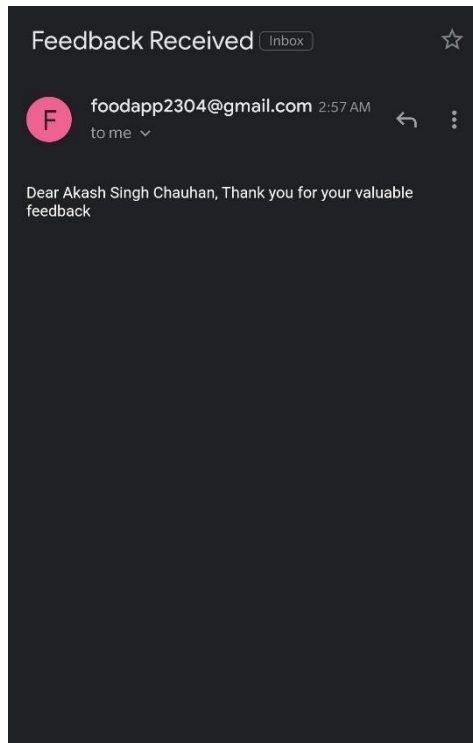 Feedback Received Inbox
F
foodapp2304@gmail.com 2:57 AM
to me
Dear Akash Singh Chauhan, Thank you for your valuable
feedback